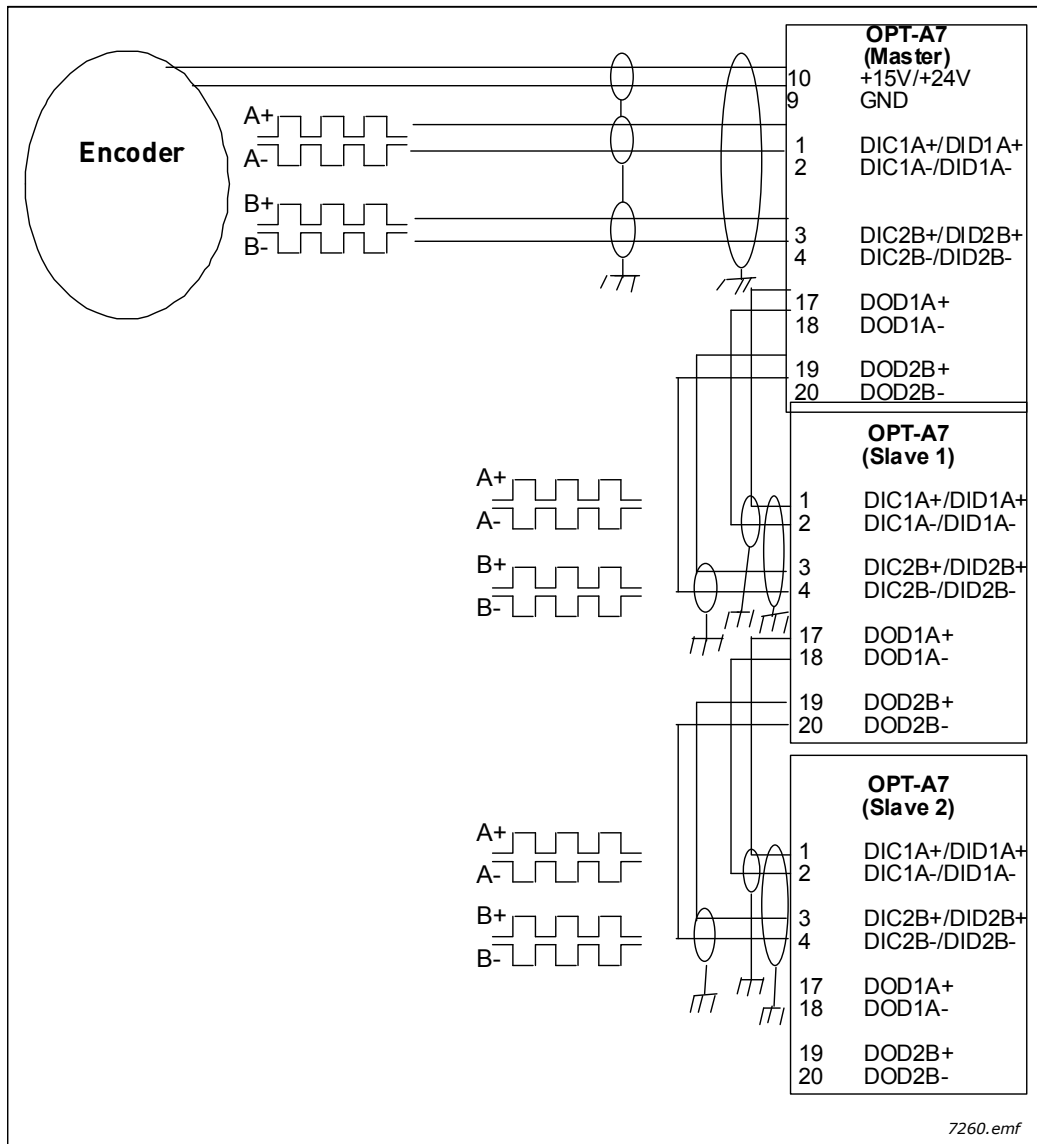 OPT-A7
(Master)
10 +15V/+24V
9 GND
A+
A-
Encoder
1 DIC1A+/DID1A+
2 DIC1A-/DID1A-
B+
B-
3 DIC2B+/DID2B+
4 DIC2B-/DID2B-
17 DOD1A+
18 DOD1A-
19 DOD2B+
20 DOD2B-
OPT-A7
(Slave 1)
A+
A-
1 DIC1A+/DID1A+
2 DIC1A-/DID1A-
B+
B-
3 DIC2B+/DID2B+
4 DIC2B-/DID2B-
17 DOD1A+
18 DOD1A-
19 DOD2B+
20 DOD2B-
OPT-A7
(Slave 2)
A+
A-
1 DIC1A+/DID1A+
2 DIC1A-/DID1A-
B+
B-
3 DIC2B+/DID2B+
4 DIC2B-/DID2B-
17 DOD1A+
18 DOD1A-
19 DOD2B+
20 DOD2B-
7260.emf